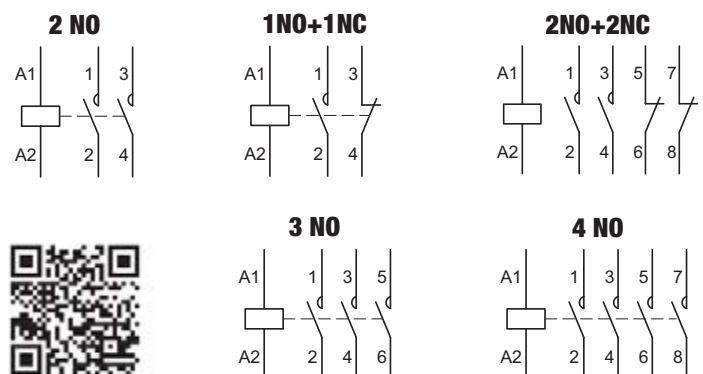 2 NO
A1 1 3
A2 2 4
1NO+1NC
A1 1 3
A2 2 4
2NO+2NC
A1 1 3 5 7
A2 2 4 6 8
3 NO
A1 1 3 5
A2 2 4 6
4 NO
A1 1 3 5 7
A2 2 4 6 8